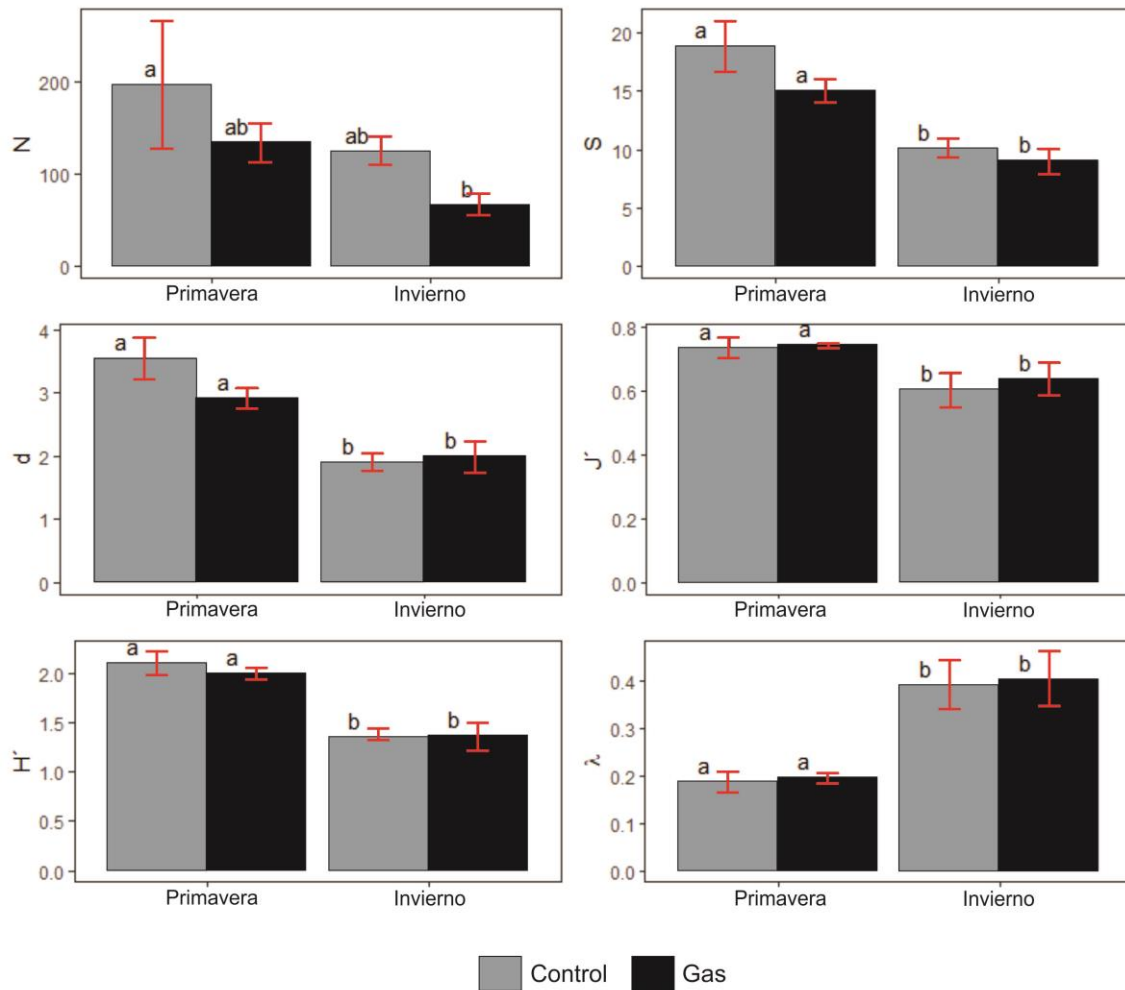 N
200
100
0
a
ab
ab
b
Primavera
Invierno
S
20
15
10
5
0
a
a
b
b
Primavera
Invierno
d
4
3
2
1
0
a
a
b
b
Primavera
Invierno
J´
0.8
0.6
0.4
0.2
0.0
a
a
b
b
Primavera
Invierno
H´
2.0
1.5
1.0
0.5
0.0
a
a
b
b
Primavera
Invierno
λ
0.4
0.3
0.2
0.1
0.0
a
a
b
b
Primavera
Invierno
Control Gas